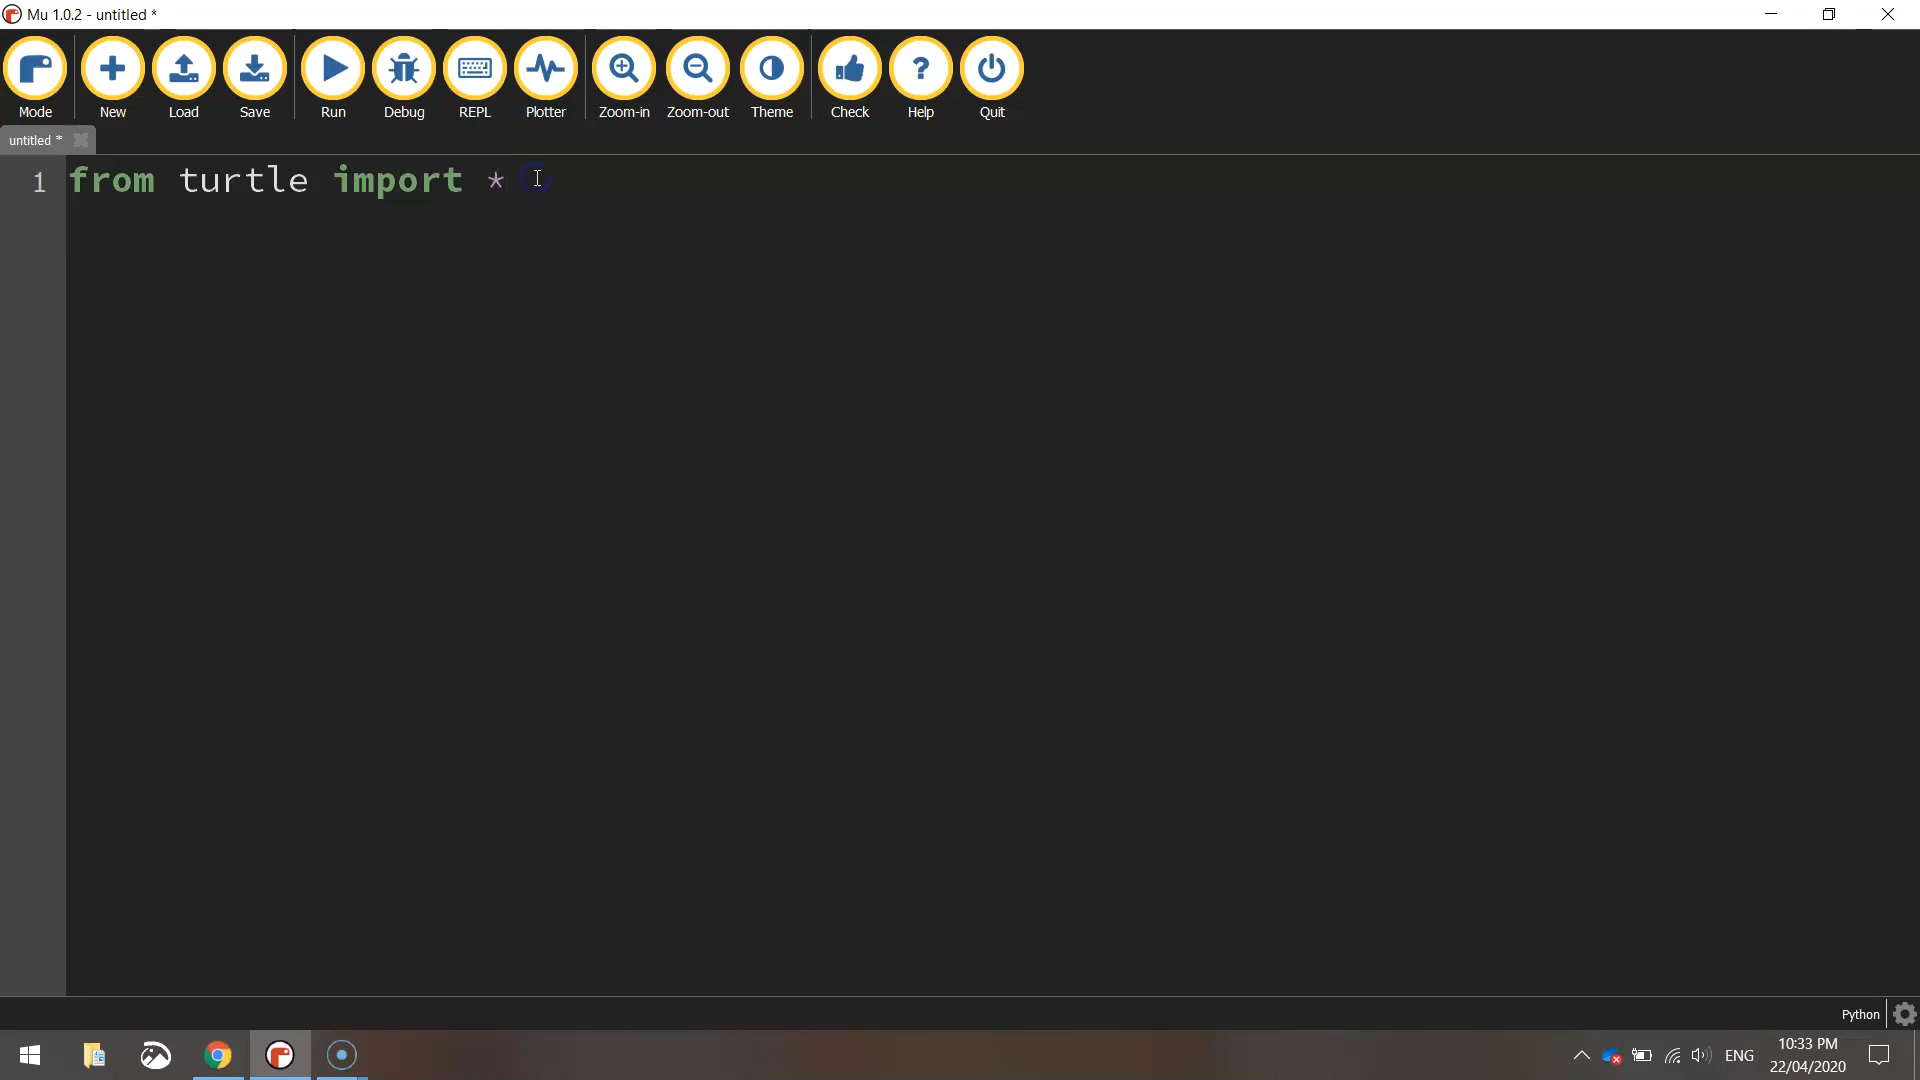 Mu 1.0.2 - untitled *
Mode New Load Save Run Debug REPL Plotter Zoom-in Zoom-out Theme Check Help Quit
untitled *
1 from turtle import *
Python
ENG 10:33 PM
22/04/2020